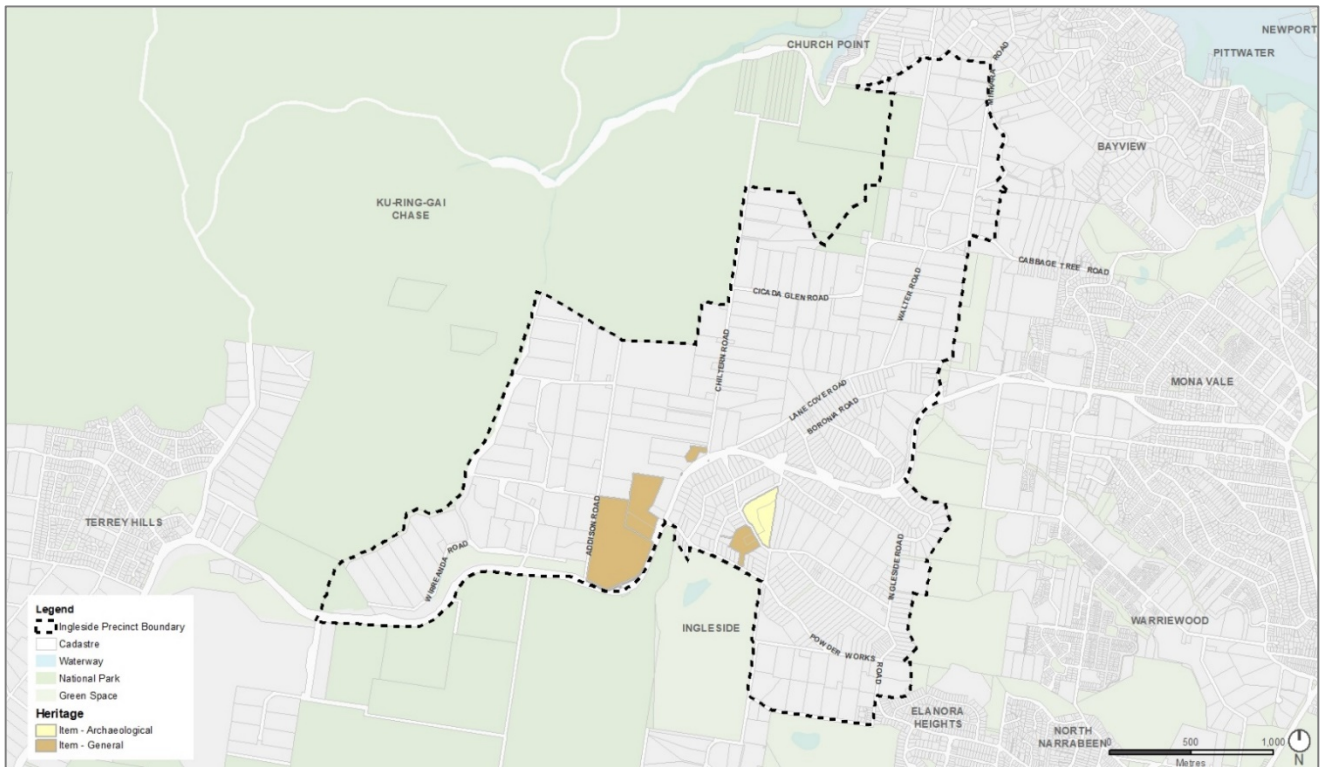 CHURCH POINT
NEWPORT
PITTWATER
ROAD
BAYVIEW
KU-RING-GAI
CHASE
CABBAGE TREE ROAD
CICADA GLEN ROAD
WALTER ROAD
CHILTERN ROAD
MONA VALE
LANE COVE ROAD
BORONIA ROAD
TERREY HILLS
ADDISON ROAD
WIRREANDA ROAD
INGLESIDE ROAD
INGLESIDE
WARRIEWOOD
POWDER WORKS
ROAD
ELANORA
HEIGHTS
NORTH
NARRABEEN
Legend
Ingleside Precinct Boundary
Cadastre
Waterway
National Park
Green Space
Heritage
Item - Archaeological
Item - General
0 500 1,000
Metres
N